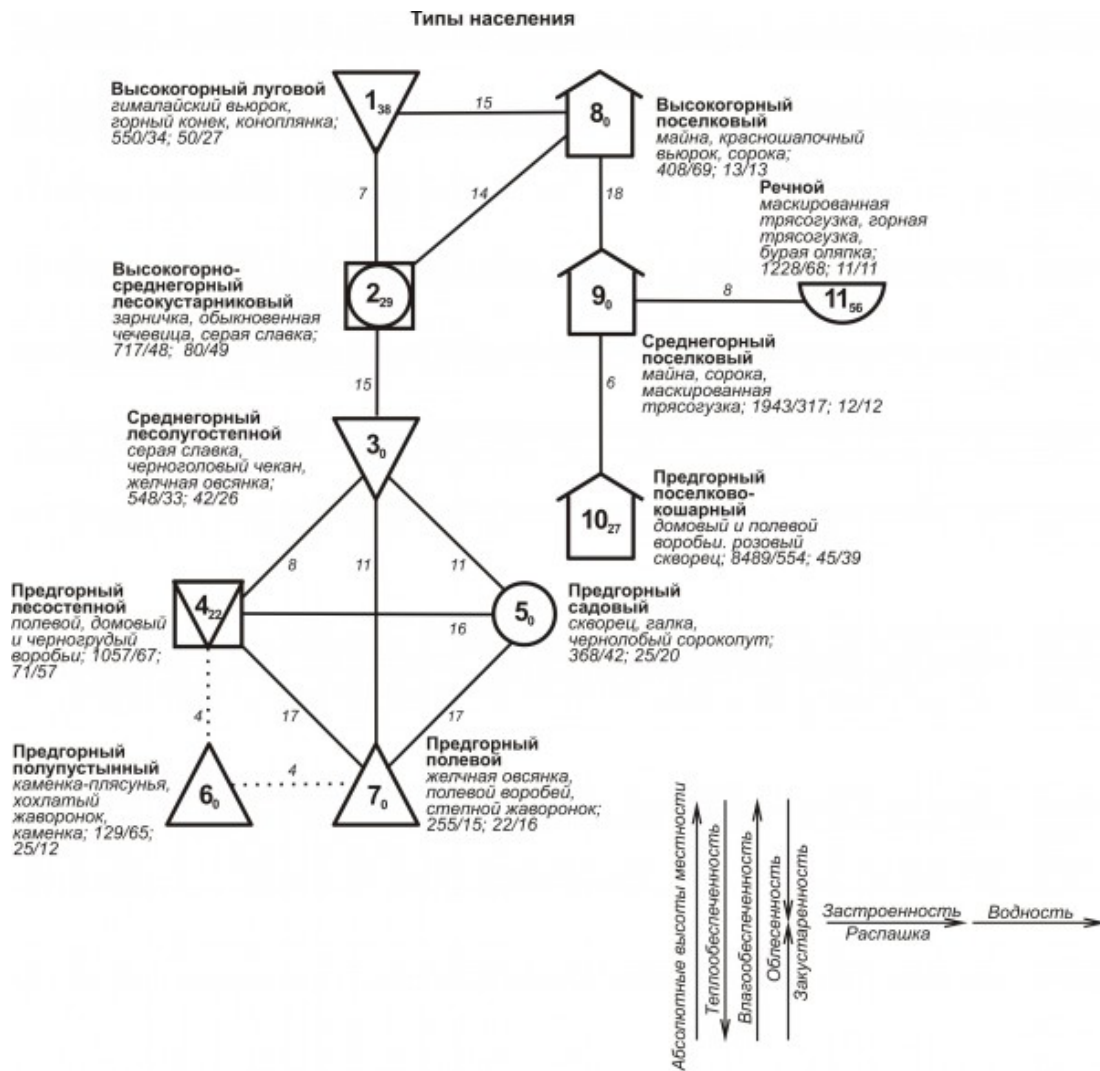 Типы населения
Высокогорный луговой
гималайский вьюрок,
горный конек, коноплянка;
550/34; 50/27
1 38
15
8 0
Высокогорный
поселковый
майна, красношапочный
вьюрок, сорока;
408/69; 13/13
7
14
18
Речной
маскированная
трясогузка, горная
трясогузка,
бурая оляпка;
1228/68; 11/11
Высокогорно-
среднегорный
лесокустарниковый
зарничка, обыкновенная
чечевица, серая славка;
717/48; 80/49
2 29
9 0
8
11 56
Среднегорный
поселковый
майна, сорока,
маскированная
трясогузка; 1943/317; 12/12
15
6
Среднегорный
лесолугостепной
серая славка,
черноголовый чекан,
желчная овсянка;
548/33; 42/26
3 0
10 27
Предгорный
поселково-
кошарный
домовый и полевой
воробьи. розовый
скворец; 8489/554; 45/39
8
11
11
Предгорный
лесостепной
полевой, домовый
и черногрудый
воробьи; 1057/67;
71/57
4 22
16
5 0
Предгорный
садовый
скворец, галка,
чернолобый сорокопут;
368/42; 25/20
4
17
17
Предгорный
полупустынный
каменка-плясунья,
хохлатый
жаворонок,
каменка; 129/65;
25/12
6 0
4
7 0
Предгорный
полевой
желчная овсянка,
полевой воробей,
степной жаворонок;
255/15; 22/16
Абсолютные высоты местности
Теплообеспеченность
Влагообеспеченность
Облесенность
Закустаренность
Застроенность
Распашка
Водность